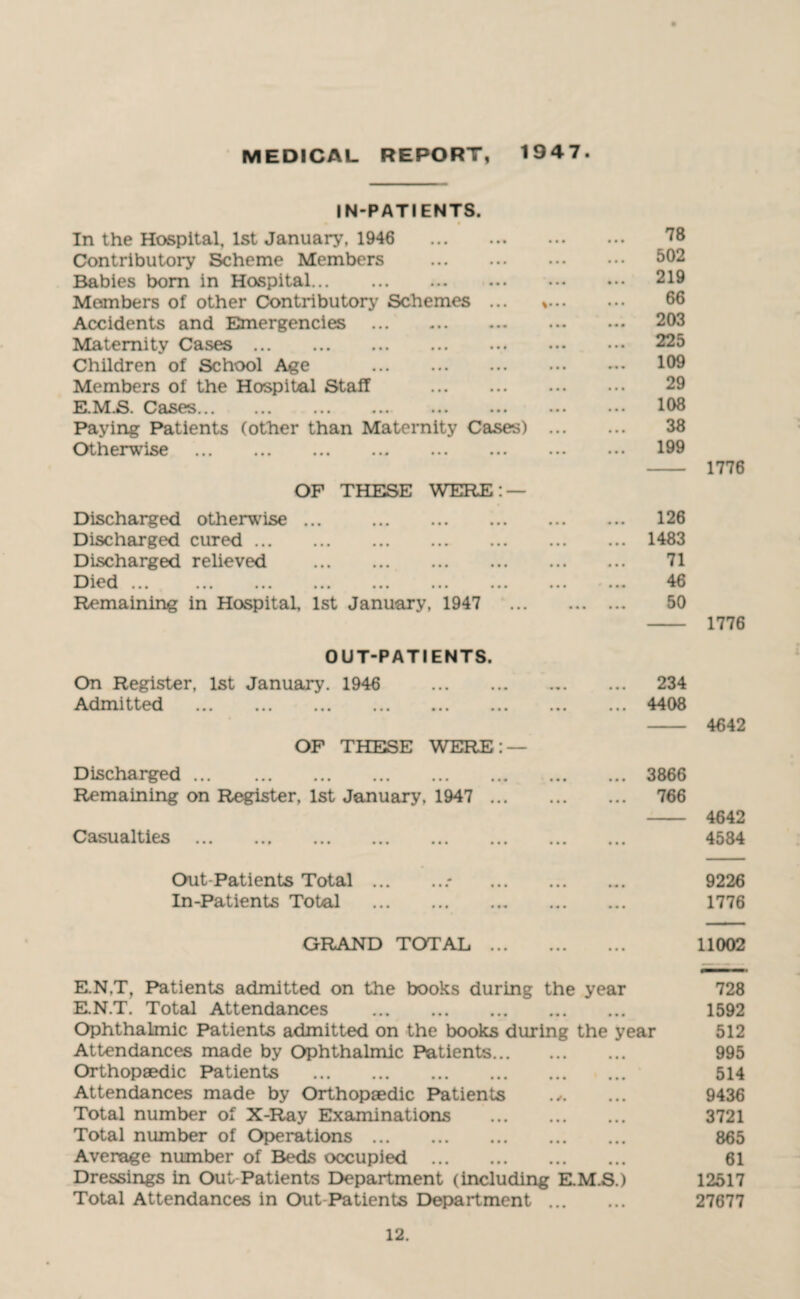 MEDICAL REPORT, 1947.
IN-PATIENTS.
In the Hospital, 1st January, 1946 ... ... ... ... 78
Contributory Scheme Members ... ... ... ... 502
Babies born in Hospital... ... ... ... ... ... 219
Members of other Contributory Schemes ... ... ... 66
Accidents and Emergencies ... ... ... ... ... 203
Maternity Cases ... ... ... ... ... ... ... 225
Children of School Age ... ... ... ... ... 109
Members of the Hospital Staff ... ... ... ... 29
E.M.S. Cases... ... ... ... ... ... ... ... 108
Paying Patients (other than Maternity Cases) ... ... 38
Otherwise ... ... ... ... ... ... ... ... 199
1776
OF THESE WERE:—
Discharged otherwise ... ... ... ... ... ... 126
Discharged cured ... ... ... ... ... ... ... 1483
Discharged relieved ... ... ... ... ... ... 71
Died ... ... ... ... ... ... ... ... ... 46
Remaining in Hospital, 1st January, 1947 ... ... ... 50
1776
OUT-PATIENTS.
On Register, 1st January. 1946 ... ... ... ... 234
Admitted ... ... ... ... ... ... ... ... 4408
4642
OF THESE WERE:—
Discharged ... ... ... ... ... ... ... ... 3866
Remaining on Register, 1st January, 1947 ... ... ... 766
4642
Casualties ... ... ... ... ... ... ... ... 4584
Out-Patients Total ... ... ... ... ... 9226
In-Patients Total ... ... ... ... ... 1776
GRAND TOTAL ... ... ... 11002
E.N.T, Patients admitted on the books during the year 728
E.N.T. Total Attendances ... ... ... ... ... 1592
Ophthalmic Patients admitted on the books during the year 512
Attendances made by Ophthalmic Patients... ... ... 995
Orthopædic Patients ... ... ... ... ... ... 514
Attendances made by Orthopædic Patients ... ... 9436
Total number of X-Ray Examinations ... ... ... 3721
Total number of Operations ... ... ... ... ... 865
Average number of Beds occupied ... ... ... ... 61
Dressings in Out-Patients Department (including E.M.S.) 12517
Total Attendances in Out-Patients Department ... ... 27677
12.